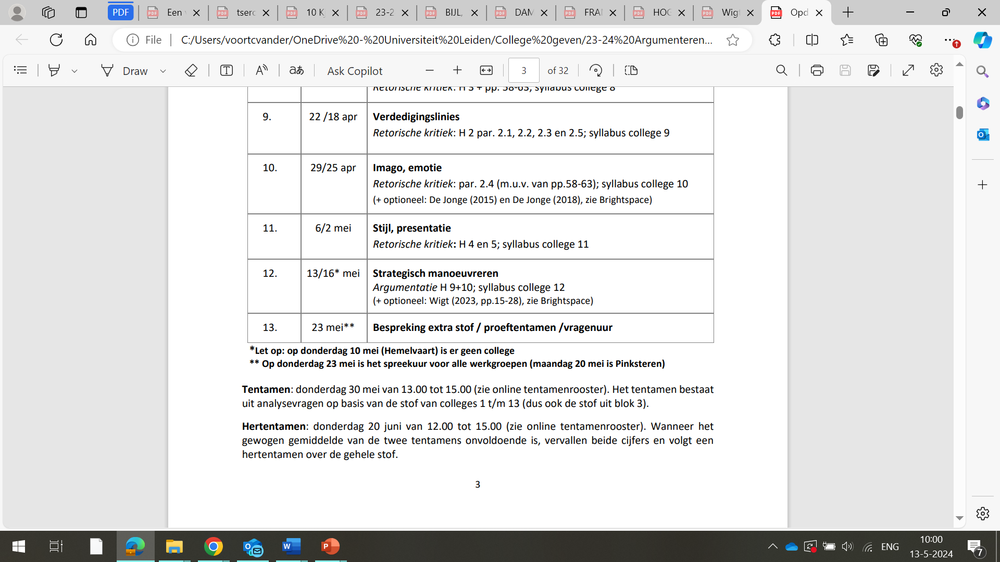 PDF
Een
tserc
10 K
23-2
BIJL,
DAM
FRAI
HOG
Wigt
Opd
File
C:/Users/voortcvander/OneDrive%20-%20Universiteit%20Leiden/College%20geven/23-24%20Argumenteren...
Draw
aあ
Ask Copilot
3
of 32
Retorische kritiek: H 3 + pp. 58-63; syllabus college 8
9.
22 /18 apr
Verdedigingslinies
Retorische kritiek: H 2 par. 2.1, 2.2, 2.3 en 2.5; syllabus college 9
10.
29/25 apr
Imago, emotie
Retorische kritiek: par. 2.4 (m.u.v. van pp.58-63); syllabus college 10
(+ optioneel: De Jonge (2015) en De Jonge (2018), zie Brightspace)
11.
6/2 mei
Stijl, presentatie
Retorische kritiek: H 4 en 5; syllabus college 11
12.
13/16* mei
Strategisch manoeuvreren
Argumentatie H 9+10; syllabus college 12
(+ optioneel: Wigt (2023, pp.15-28), zie Brightspace)
13.
23 mei**
Bespreking extra stof / proeftentamen /vragenuur
*Let op: op donderdag 10 mei (Hemelvaart) is er geen college
** Op donderdag 23 mei is het spreekuur voor alle werkgroepen (maandag 20 mei is Pinksteren)
Tentamen: donderdag 30 mei van 13.00 tot 15.00 (zie online tentamenrooster). Het tentamen bestaat
uit analysevragen op basis van de stof van colleges 1 t/m 13 (dus ook de stof uit blok 3).
Hertentamen: donderdag 20 juni van 12.00 tot 15.00 (zie online tentamenrooster). Wanneer het
gewogen gemiddelde van de twee tentamens onvoldoende is, vervallen beide cijfers en volgt een
hertentamen over de gehele stof.
3
ENG
10:00
13-5-2024
7